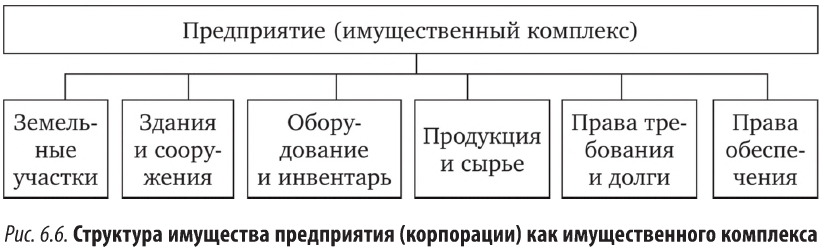 Предприятие (имущественный комплекс)
Земель-
ные
участки
Здания
и соору-
жения
Обору-
дование
и инвентарь
Продукция
и сырье
Права тре-
бования
и долги
Права
обеспе-
чения
Рис. 6.6. Структура имущества предприятия (корпорации) как имущественного комплекса